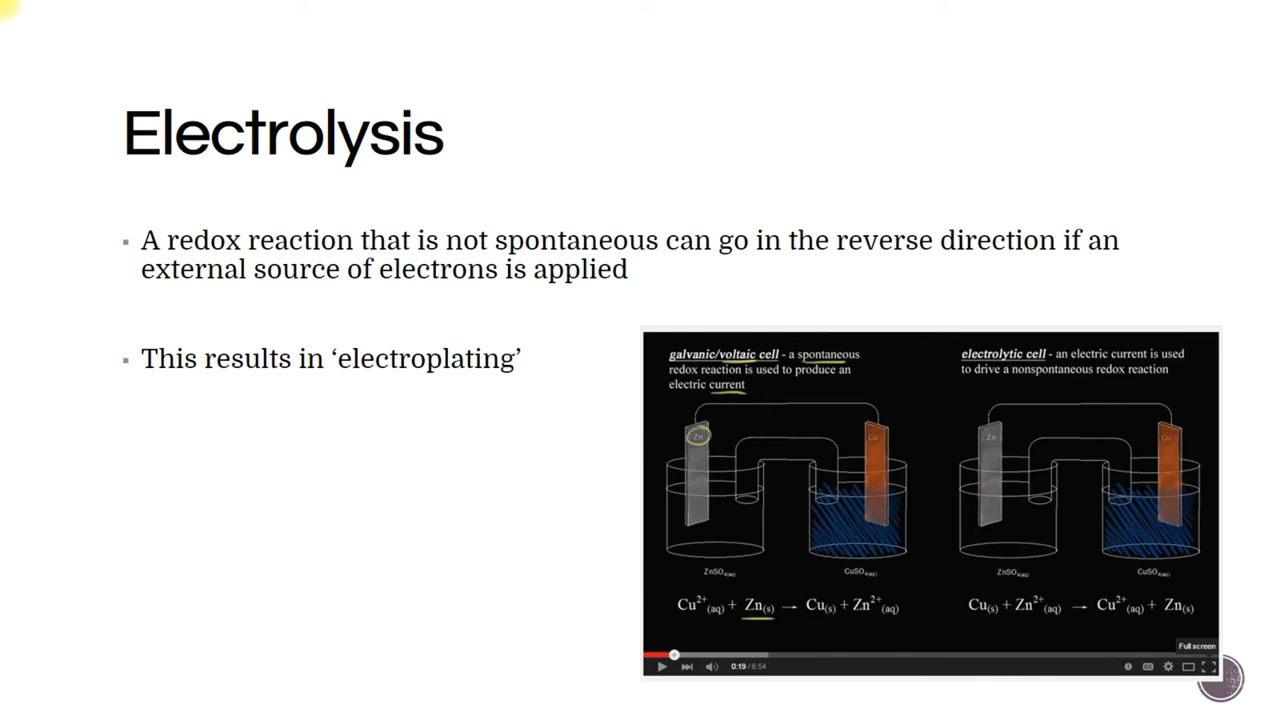 Electrolysis
▪ A redox reaction that is not spontaneous can go in the reverse direction if an
external source of electrons is applied
▪ This results in ‘electroplating’
galvanic/voltaic cell - a spontaneous
redox reaction is used to produce an
electric current
electrolytic cell - an electric current is used
to drive a nonspontaneous redox reaction
Zn
Cu
Zn
Cu
ZnSO4(aq)
CuSO4(aq)
ZnSO4(aq)
CuSO4(aq)
Cu²⁺(aq) + Zn(s) → Cu(s) + Zn²⁺(aq)
Cu(s) + Zn²⁺(aq) → Cu²⁺(aq) + Zn(s)
Full screen
0:19 / 6:54